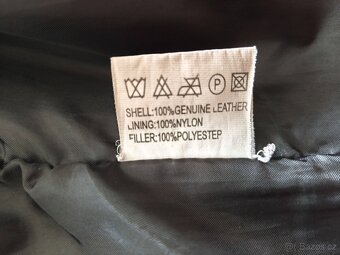 P
SHELL:100%GENUINE LEATHER
LINING:100%NYLON
FILLER:100%POLYESTEP
Bazos.cz